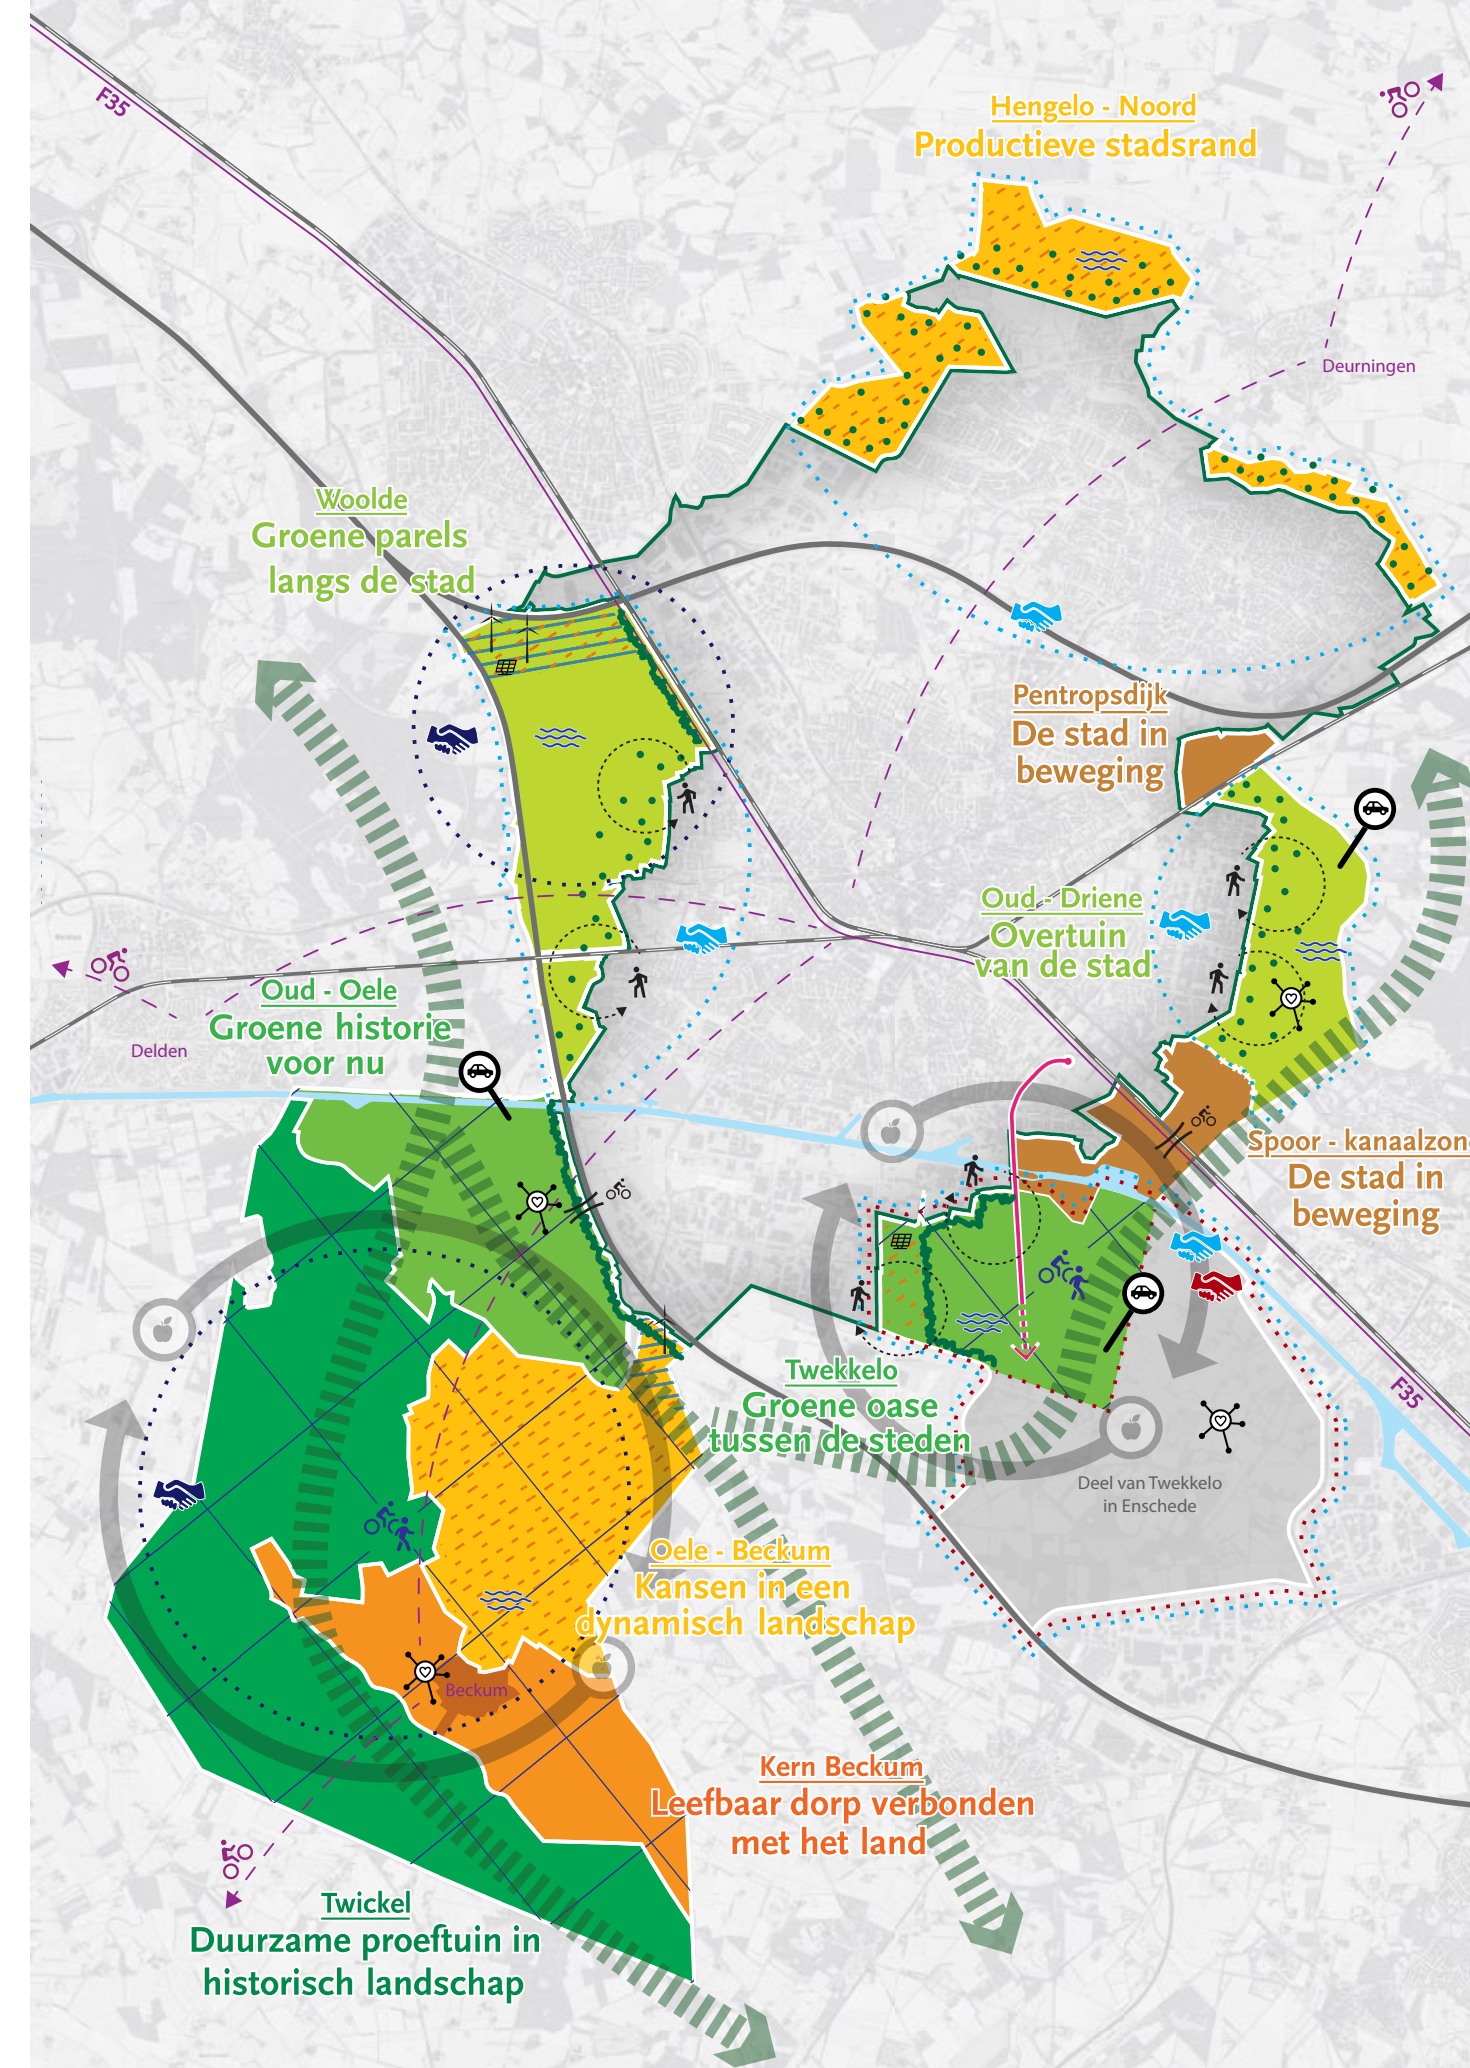 F35
Hengelo - Noord
Productieve stadsrand
Deurningen
Woolde
Groene parels
langs de stad
Pentropsdijk
De stad in
beweging
Oud - Driene
Overtuin
van de stad
Oud - Oele
Groene historie
voor nu
Delden
Spoor - kanaalzon
De stad in
beweging
Twekkelo
Groene oase
tussen de steden
F35
Deel van Twekkelo
in Enschede
Oele - Beckum
Kansen in een
dynamisch landschap
Beckum
Kern Beckum
Leefbaar dorp verbonden
met het land
Twickel
Duurzame proeftuin in
historisch landschap